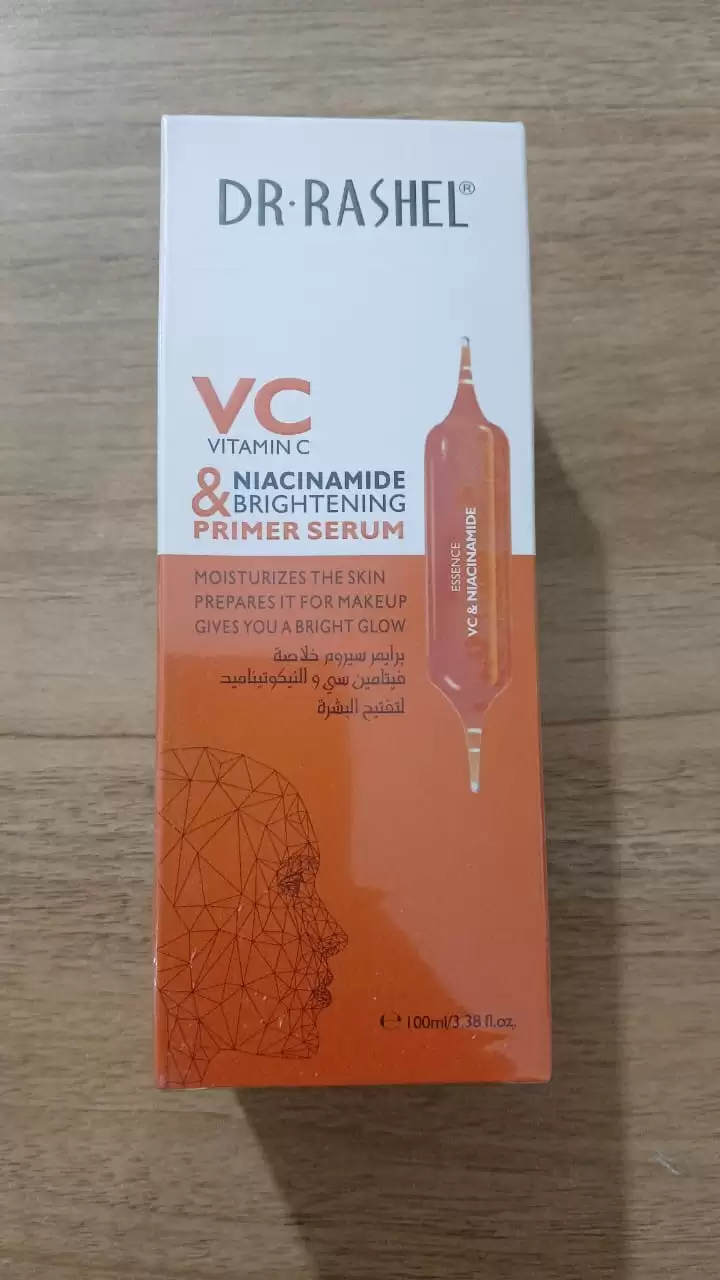 DR·RASHEL®
VC
VITAMIN C
& NIACINAMIDE
BRIGHTENING
PRIMER SERUM
MOISTURIZES THE SKIN
PREPARES IT FOR MAKEUP
GIVES YOU A BRIGHT GLOW
برايمر سيروم خلاصة
فيتامين سي و النيكوتيناميد
لتفتيح البشرة
ESSENCE
VC & NIACINAMIDE
℮ 100ml/3.38 fl.oz.